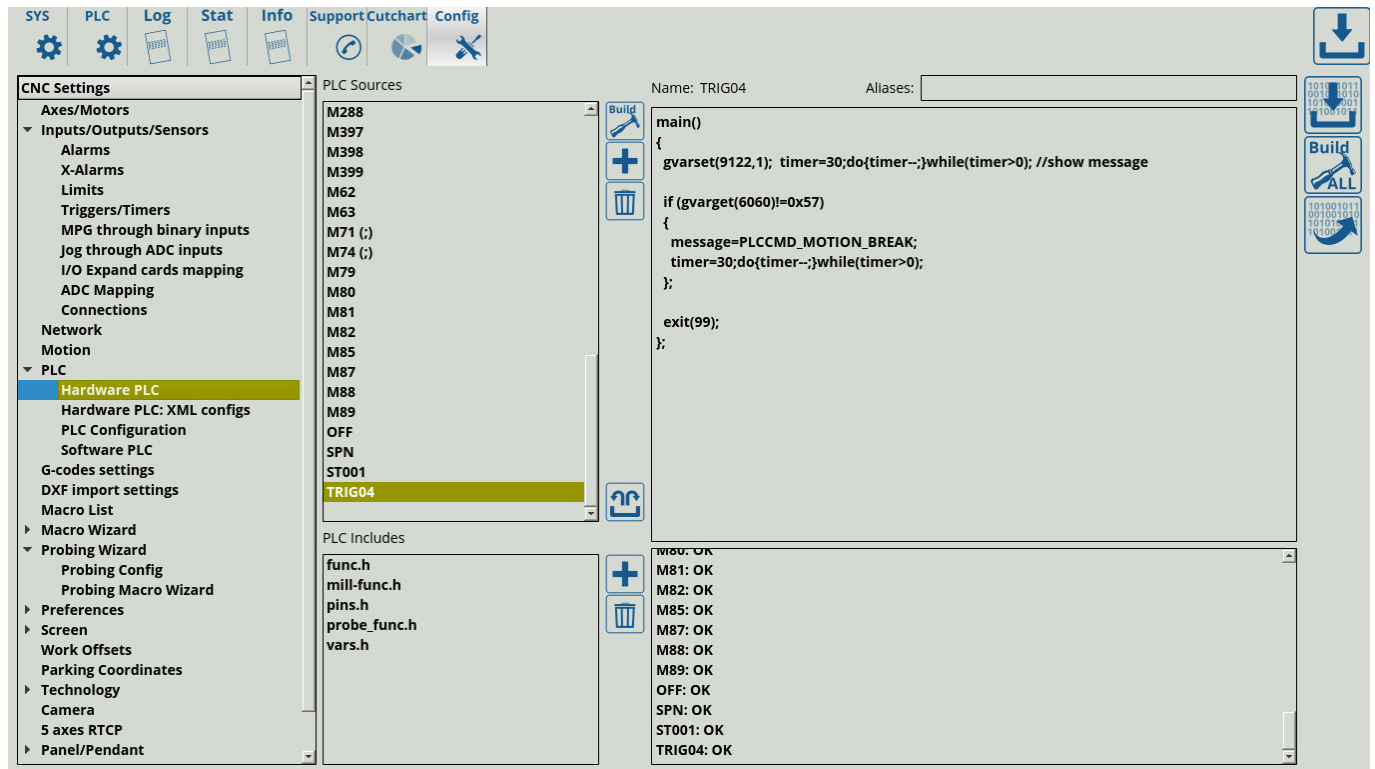 SYS PLC Log Stat Info Support Cutchart Config
CNC Settings
Axes/Motors
Inputs/Outputs/Sensors
Alarms
X-Alarms
Limits
Triggers/Timers
MPG through binary inputs
Jog through ADC inputs
I/O Expand cards mapping
ADC Mapping
Connections
Network
Motion
PLC
Hardware PLC
Hardware PLC: XML configs
PLC Configuration
Software PLC
G-codes settings
DXF import settings
Macro List
Macro Wizard
Probing Wizard
Probing Config
Probing Macro Wizard
Preferences
Screen
Work Offsets
Parking Coordinates
Technology
Camera
5 axes RTCP
Panel/Pendant
PLC Sources
M288
M397
M398
M399
M62
M63
M71 (;)
M74 (;)
M79
M80
M81
M82
M85
M87
M88
M89
OFF
SPN
ST001
TRIG04
Build
PLC Includes
func.h
mill-func.h
pins.h
probe_func.h
vars.h
Name: TRIG04 Aliases:
main()
{
gvarset(9122,1); timer=30;do{timer--;}while(timer>0); //show message
if (gvarget(6060)!=0x57)
{
message=PLCCMD_MOTION_BREAK;
timer=30;do{timer--;}while(timer>0);
};
exit(99);
};
M80: OK
M81: OK
M82: OK
M85: OK
M87: OK
M88: OK
M89: OK
OFF: OK
SPN: OK
ST001: OK
TRIG04: OK
Build
ALL